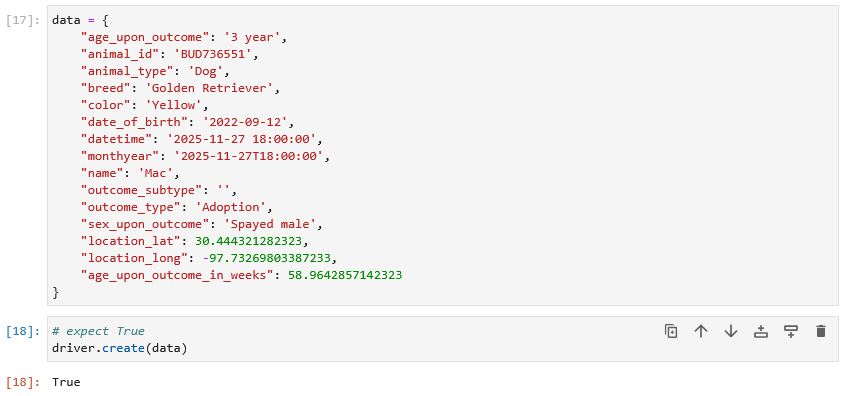 [17]: data = {
"age_upon_outcome": '3 year',
"animal_id": 'BUD736551',
"animal_type": 'Dog',
"breed": 'Golden Retriever',
"color": 'Yellow',
"date_of_birth": '2022-09-12',
"datetime": '2025-11-27 18:00:00',
"monthyear": '2025-11-27T18:00:00',
"name": 'Mac',
"outcome_subtype": '',
"outcome_type": 'Adoption',
"sex_upon_outcome": 'Spayed male',
"location_lat": 30.444321282323,
"location_long": -97.73269803387233,
"age_upon_outcome_in_weeks": 58.9642857142323
}
[18]: # expect True
driver.create(data)
[18]: True